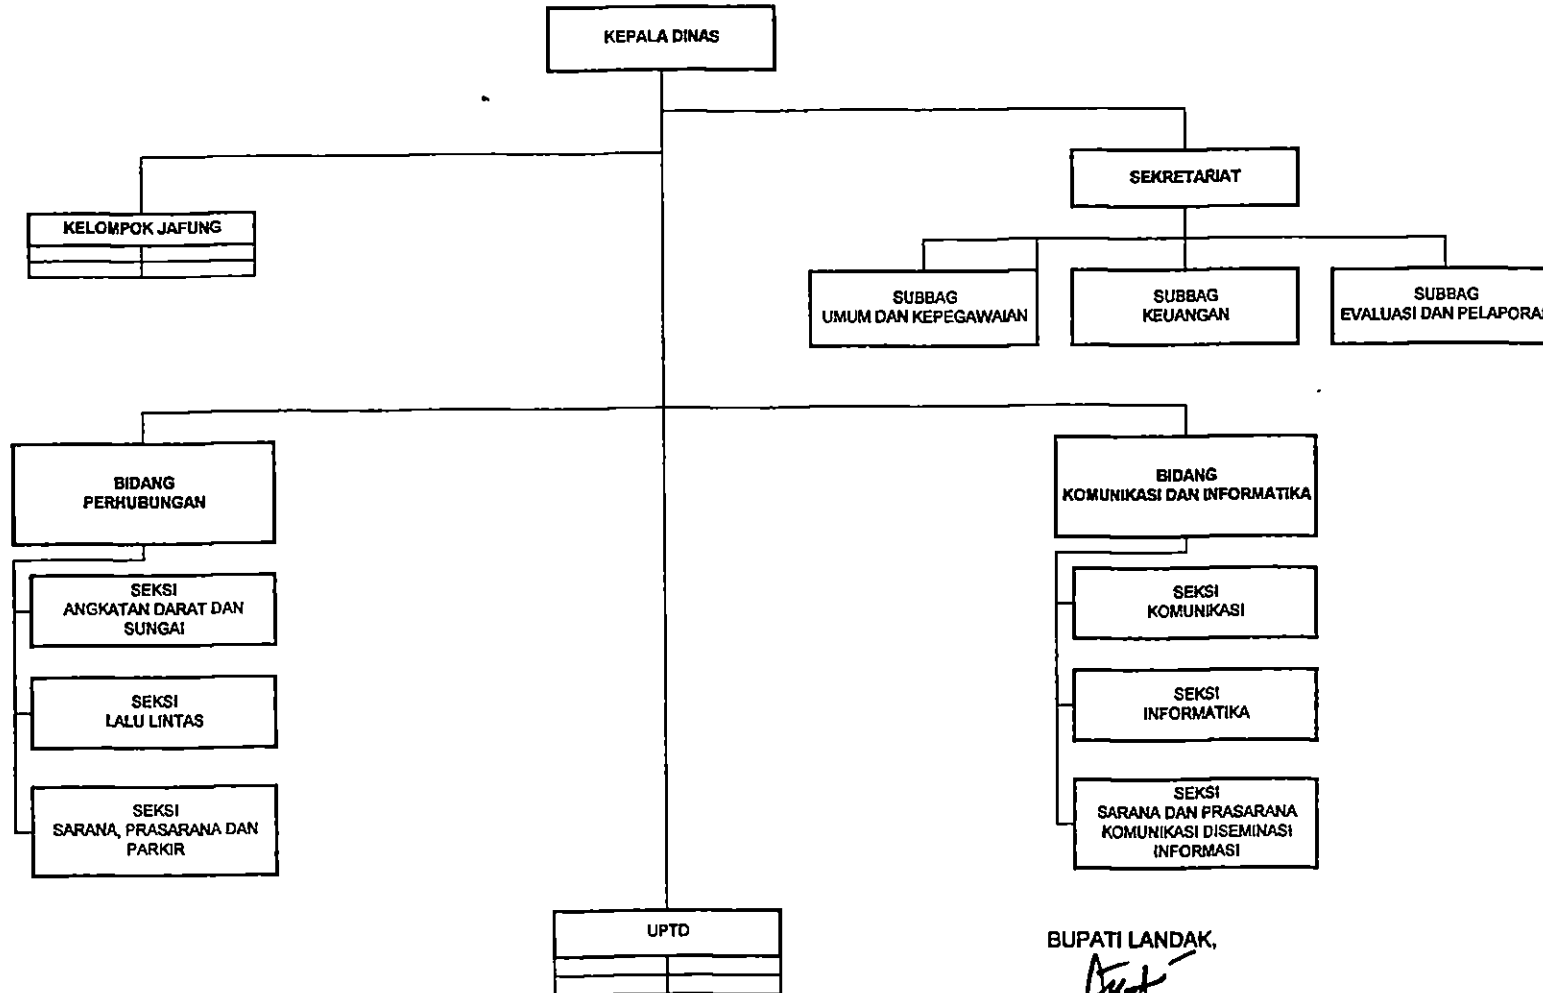 KEPALA DINAS
SEKRETARIAT
KELOMPOK JAFUNG
SUBBAG
UMUM DAN KEPEGAWAIAN
SUBBAG
KEUANGAN
SUBBAG
EVALUASI DAN PELAPORAS
BIDANG
PERHUBUNGAN
BIDANG
KOMUNIKASI DAN INFORMATIKA
SEKSI
ANGKATAN DARAT DAN
SUNGAI
SEKSI
LALU LINTAS
SEKSI
SARANA, PRASARANA DAN
PARKIR
SEKSI
KOMUNIKASI
SEKSI
INFORMATIKA
SEKSI
SARANA DAN PRASARANA
KOMUNIKASI DISEMINASI
INFORMASI
UPTD
BUPATI LANDAK,